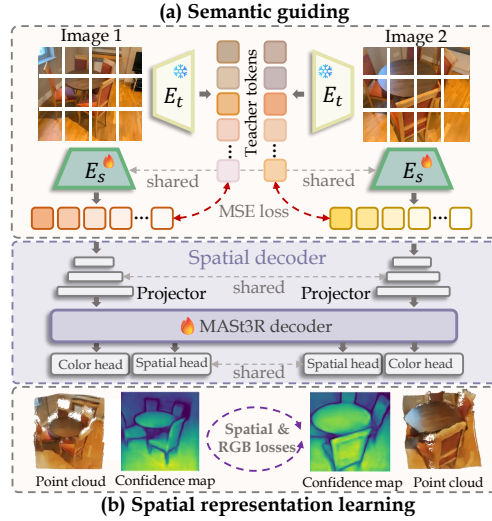 (a) Semantic guiding
Image 1
Image 2
E_t
Teacher tokens
E_t
E_s
shared
shared
E_s
MSE loss
Spatial decoder
Projector
shared
Projector
MASt3R decoder
Color head
Spatial head
shared
Spatial head
Color head
Spatial &
RGB losses
Point cloud
Confidence map
Confidence map
Point cloud
(b) Spatial representation learning